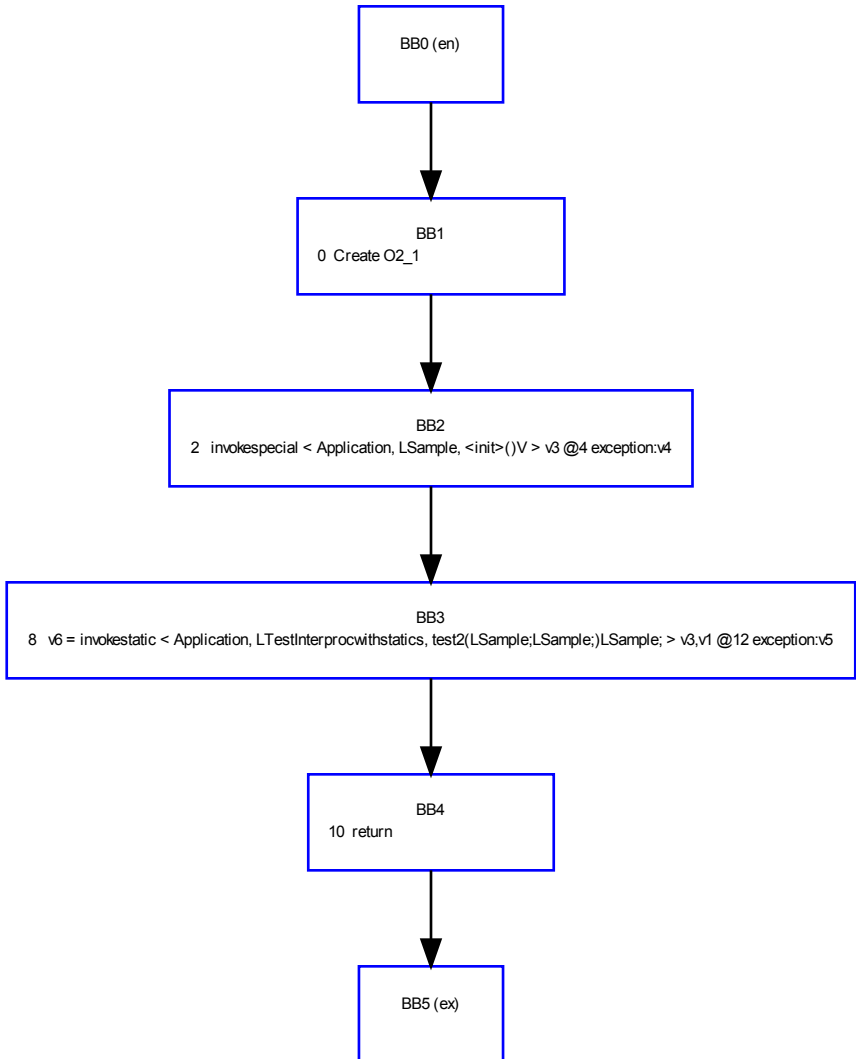 BB0 (en)
BB1
0 Create O2_1
BB2
2 invokespecial < Application, LSample, <init>()V > v3 @4 exception:v4
BB3
8 v6 = invokestatic < Application, LTestInterprocwithstatics, test2(LSample;LSample;)LSample; > v3,v1 @12 exception:v5
BB4
10 return
BB5 (ex)